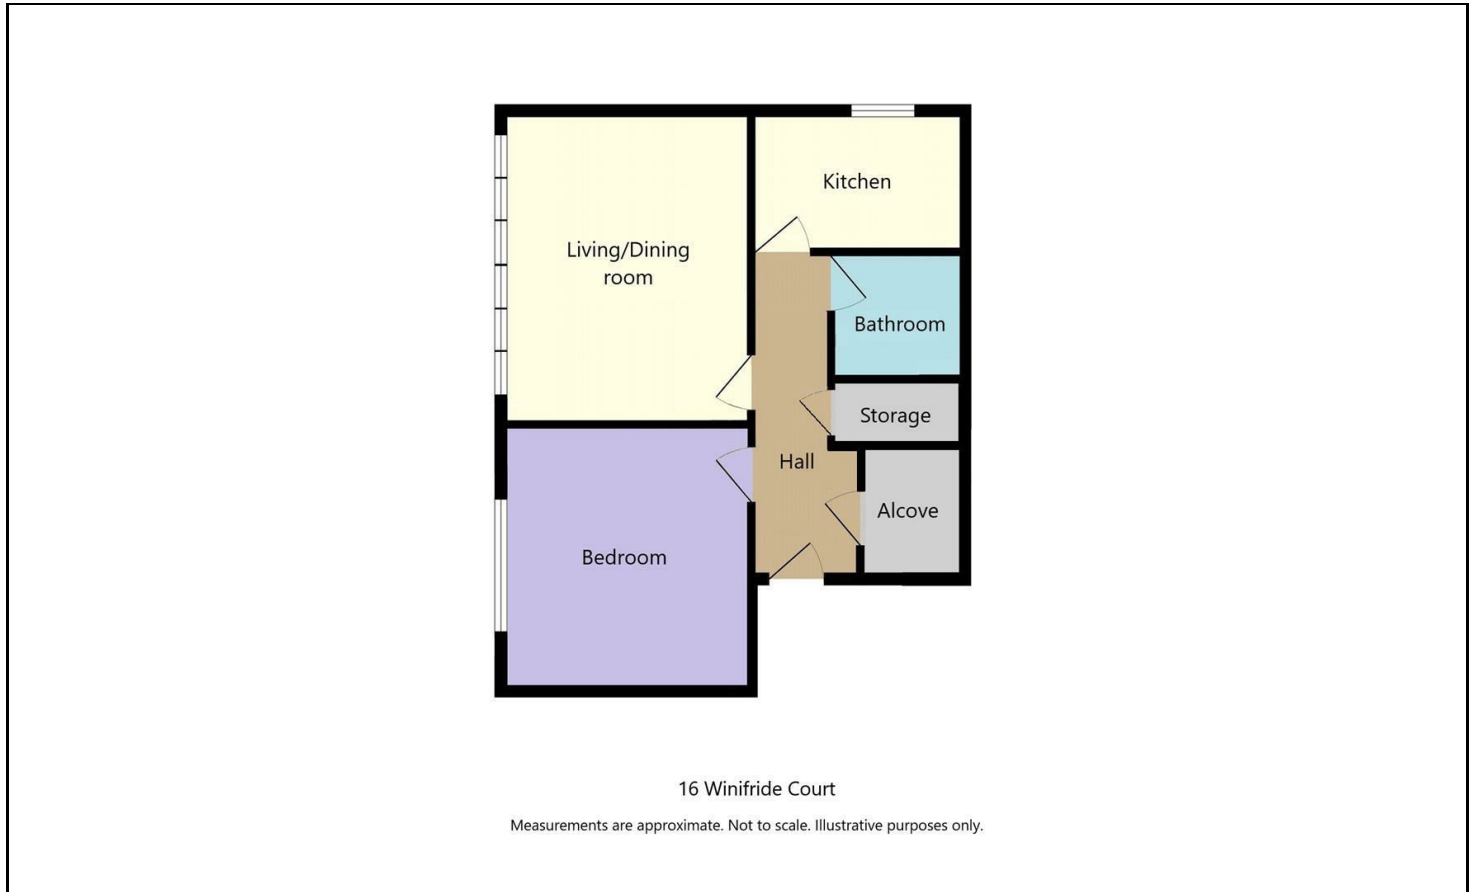 Kitchen
Living/Dining
room
Bathroom
Storage
Hall
Alcove
Bedroom
16 Winifride Court
Measurements are approximate. Not to scale. Illustrative purposes only.